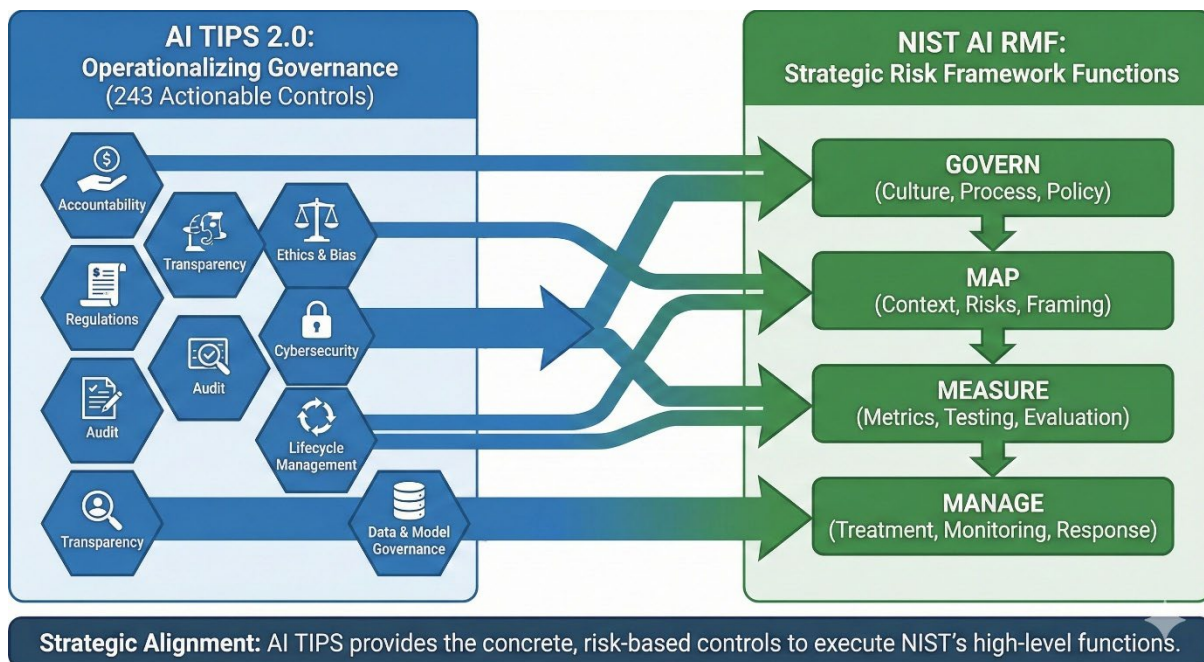 AI TIPS 2.0:
Operationalizing Governance
(243 Actionable Controls)
Accountability
Transparency
Ethics & Bias
Regulations
Cybersecurity
Audit
Audit
Lifecycle
Management
Transparency
Data & Model
Governance
NIST AI RMF:
Strategic Risk Framework Functions
GOVERN
(Culture, Process, Policy)
MAP
(Context, Risks, Framing)
MEASURE
(Metrics, Testing, Evaluation)
MANAGE
(Treatment, Monitoring, Response)
Strategic Alignment: AI TIPS provides the concrete, risk-based controls to execute NIST's high-level functions.